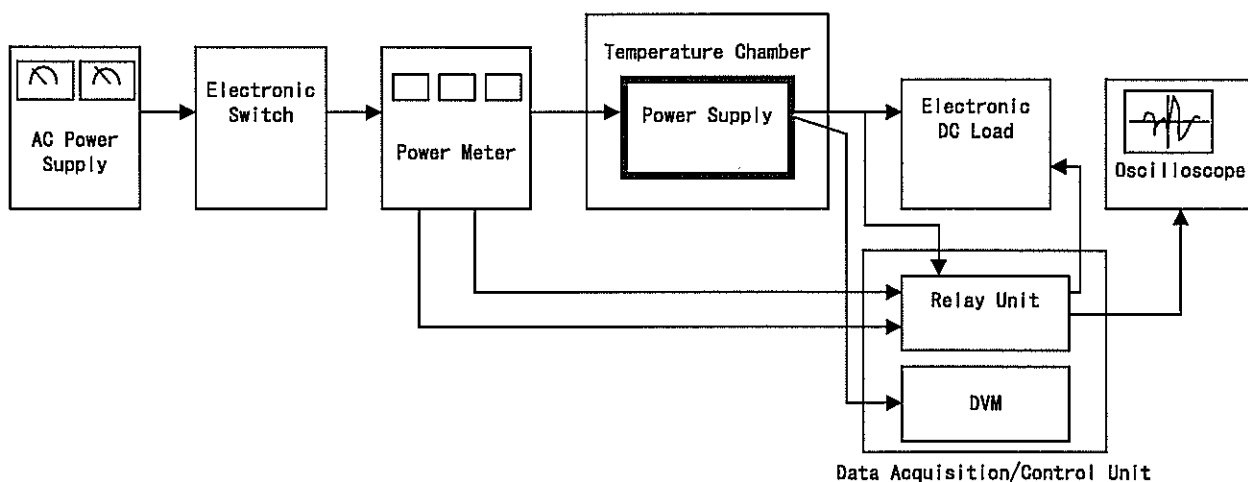 AC Power
Supply
Electronic
Switch
Power Meter
Temperature Chamber
Power Supply
Electronic
DC Load
Oscilloscope
Relay Unit
DVM
Data Acquisition/Control Unit